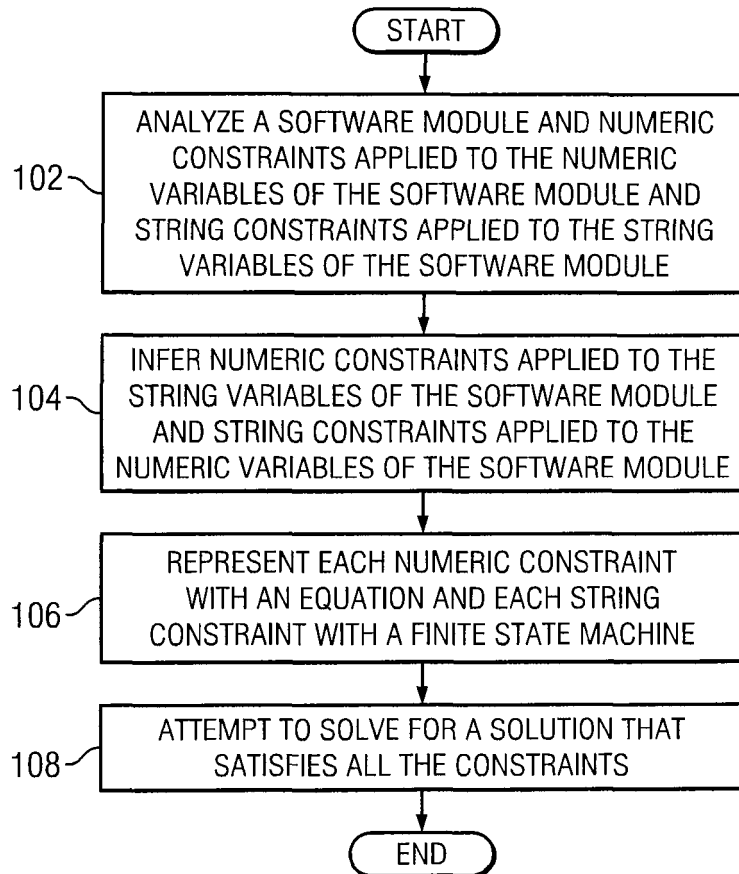 START
102
ANALYZE A SOFTWARE MODULE AND NUMERIC
CONSTRAINTS APPLIED TO THE NUMERIC
VARIABLES OF THE SOFTWARE MODULE AND
STRING CONSTRAINTS APPLIED TO THE STRING
VARIABLES OF THE SOFTWARE MODULE
104
INFER NUMERIC CONSTRAINTS APPLIED TO THE
STRING VARIABLES OF THE SOFTWARE MODULE
AND STRING CONSTRAINTS APPLIED TO THE
NUMERIC VARIABLES OF THE SOFTWARE MODULE
106
REPRESENT EACH NUMERIC CONSTRAINT
WITH AN EQUATION AND EACH STRING
CONSTRAINT WITH A FINITE STATE MACHINE
108
ATTEMPT TO SOLVE FOR A SOLUTION THAT
SATISFIES ALL THE CONSTRAINTS
END